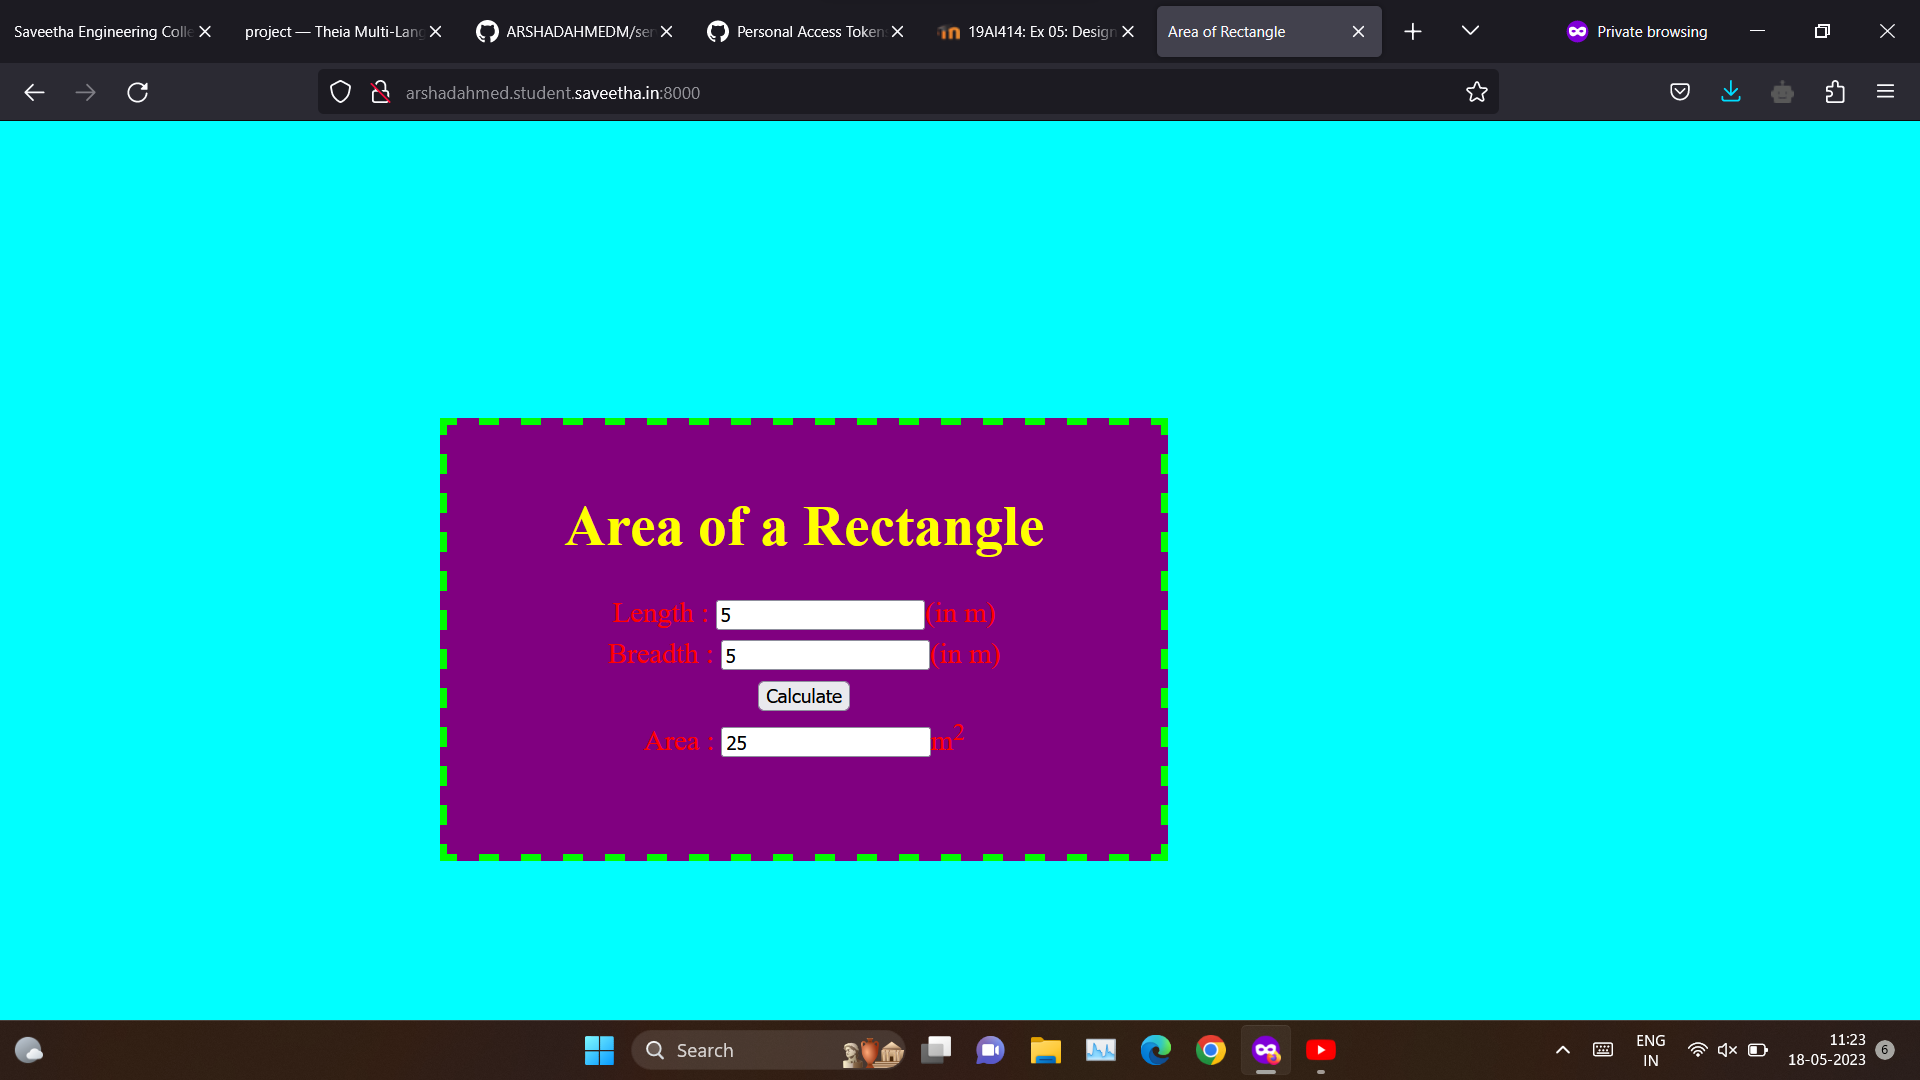 Saveetha Engineering Colle
project — Theia Multi-Lang
ARSHADAHMEDM/ser
Personal Access Token
19AI414: Ex 05: Design
Area of Rectangle
Private browsing
arshadahmed.student.saveetha.in:8000
Area of a Rectangle
Length : 5 (in m)
Breadth : 5 (in m)
Calculate
Area : 25 m²
Search
ENG
IN
11:23
18-05-2023
6